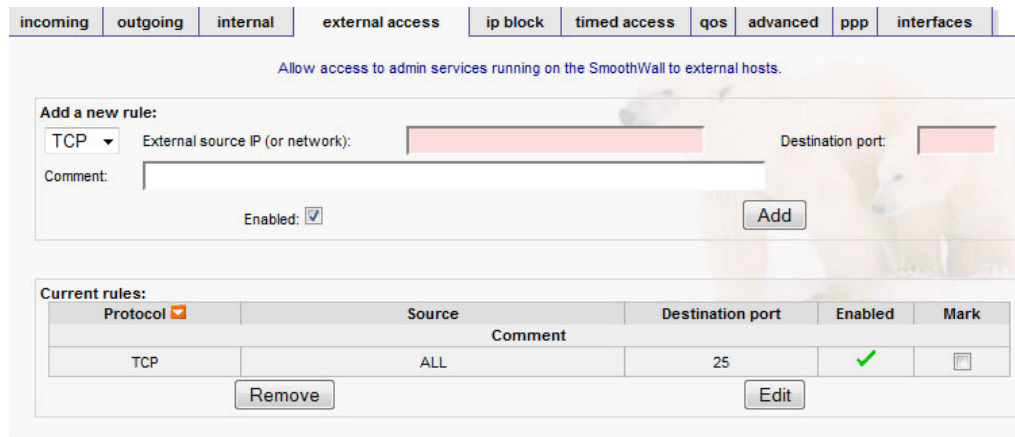 incoming outgoing internal external access ip block timed access qos advanced ppp interfaces
Allow access to admin services running on the SmoothWall to external hosts.
Add a new rule:
TCP External source IP (or network): Destination port:
Comment:
Enabled: Add
Current rules:
Protocol Source Destination port Enabled Mark
Comment
TCP ALL 25
Remove Edit